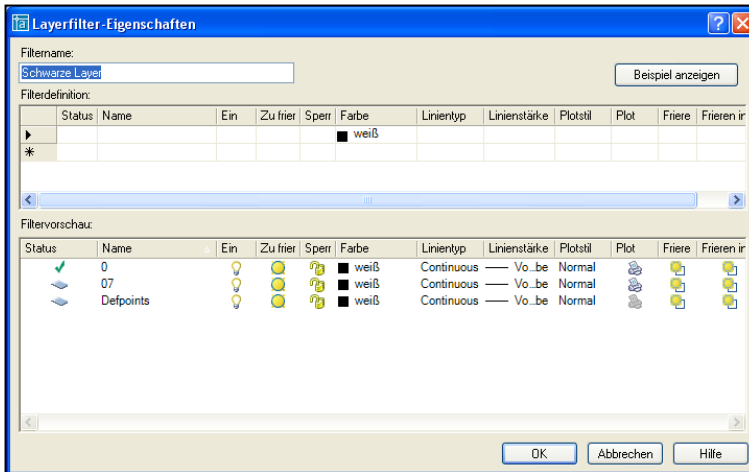 Layerfilter-Eigenschaften
Filtername:
Schwarze Layer
Beispiel anzeigen
Filterdefinition:
Status Name Ein Zu frier Sperr Farbe Linientyp Linienstärke Plotstil Plot Friere Frieren in
weiß
Filtervorschau:
Status Name Ein Zu frier Sperr Farbe Linientyp Linienstärke Plotstil Plot Friere Frieren in
0 weiß Continuous Vo...be Normal
07 weiß Continuous Vo...be Normal
Defpoints weiß Continuous Vo...be Normal
OK Abbrechen Hilfe